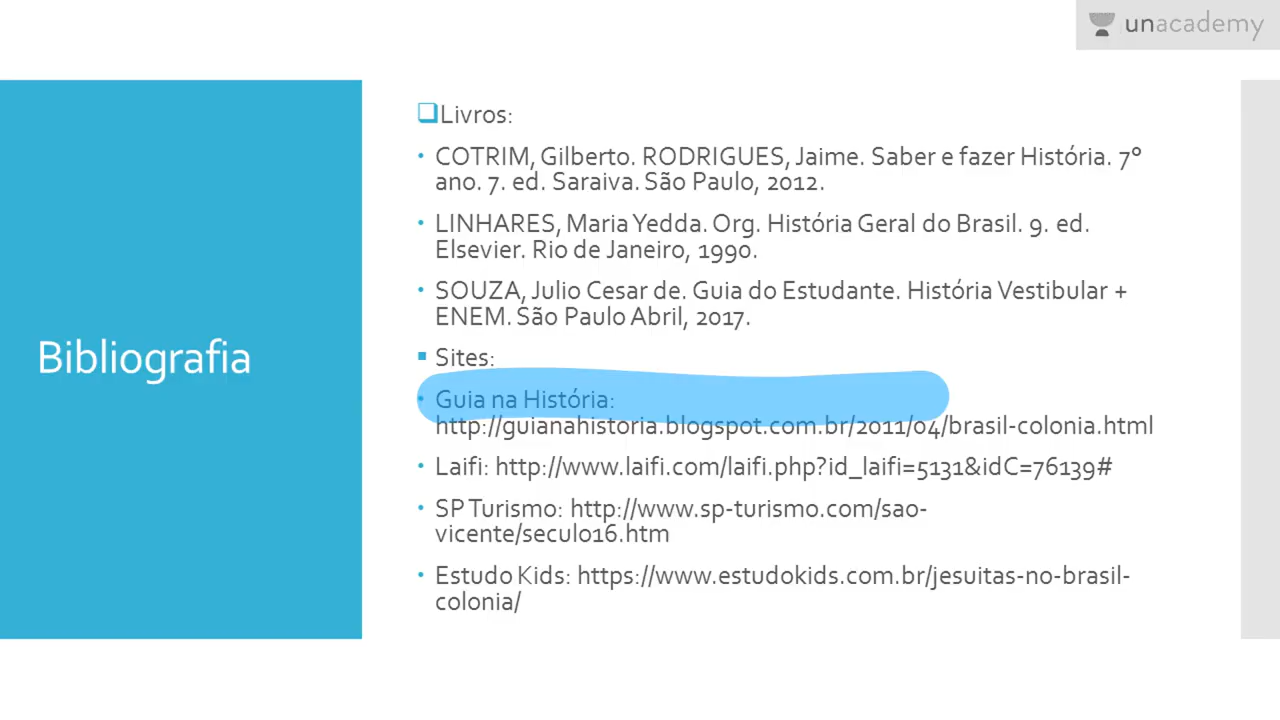 unacademy
Bibliografia
Livros:
COTRIM, Gilberto. RODRIGUES, Jaime. Saber e fazer História. 7º
ano. 7. ed. Saraiva. São Paulo, 2012.
LINHARES, Maria Yedda. Org. História Geral do Brasil. 9. ed.
Elsevier. Rio de Janeiro, 1990.
SOUZA, Julio Cesar de. Guia do Estudante. História Vestibular +
ENEM. São Paulo Abril, 2017.
Sites:
Guia na História:
http://guianahistoria.blogspot.com.br/2011/04/brasil-colonia.html
Laifi: http://www.laifi.com/laifi.php?id_laifi=5131&idC=76139#
SP Turismo: http://www.sp-turismo.com/sao-
vicente/seculo16.htm
Estudo Kids: https://www.estudokids.com.br/jesuitas-no-brasil-
colonia/